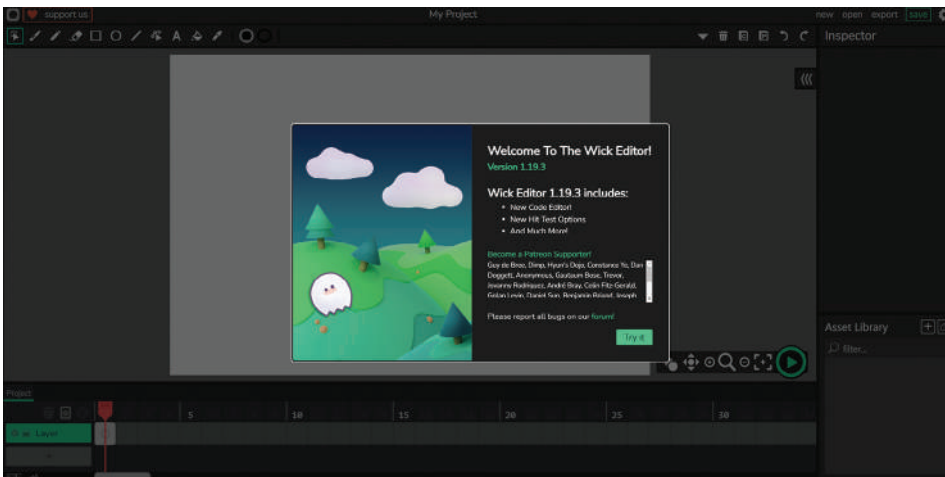 support us
My Project
new open export save
A
Inspector
Welcome To The Wick Editor!
Version 1.19.3
Wick Editor 1.19.3 includes:
• New Code Editor!
• New Hit Test Options
• And Much More!
Become a Patreon Supporter!
Guy de Bree, Dimp, Hyun's Dojo, Constance Ye, Dan
Doggett, Anonymous, Gautaum Bose, Trevor,
Jovanny Rodriguez, André Bray, Colin Fitz-Gerald,
Golan Levin, Daniel Sun, Benjamin Roland, Joseph
Please report all bugs on our forum!
Try it
Asset Library
filter...
Project
5 10 15 20 25 30
Layer